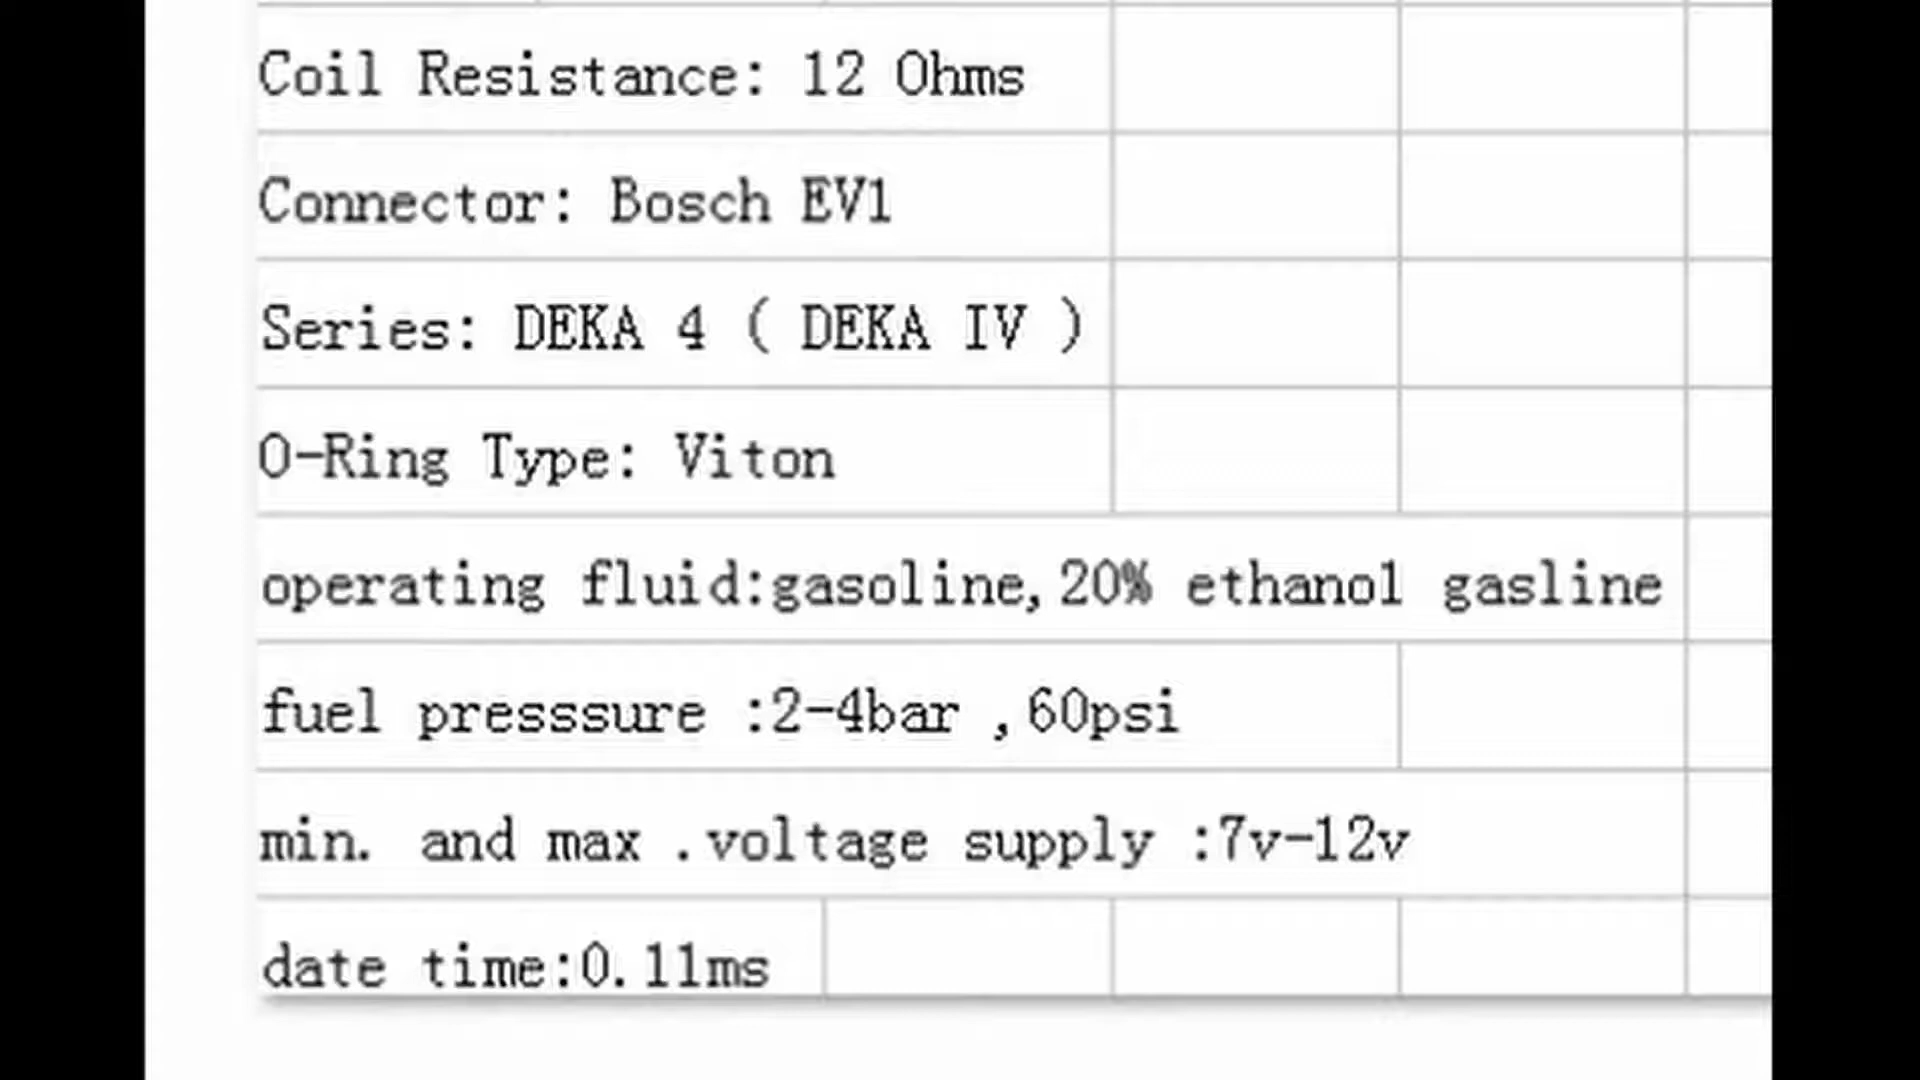 Coil Resistance: 12 Ohms
Connector: Bosch EV1
Series: DEKA 4 ( DEKA IV )
O-Ring Type: Viton
operating fluid:gasoline,20% ethanol gasline
fuel presssure :2-4bar ,60psi
min. and max .voltage supply :7v-12v
date time:0.11ms